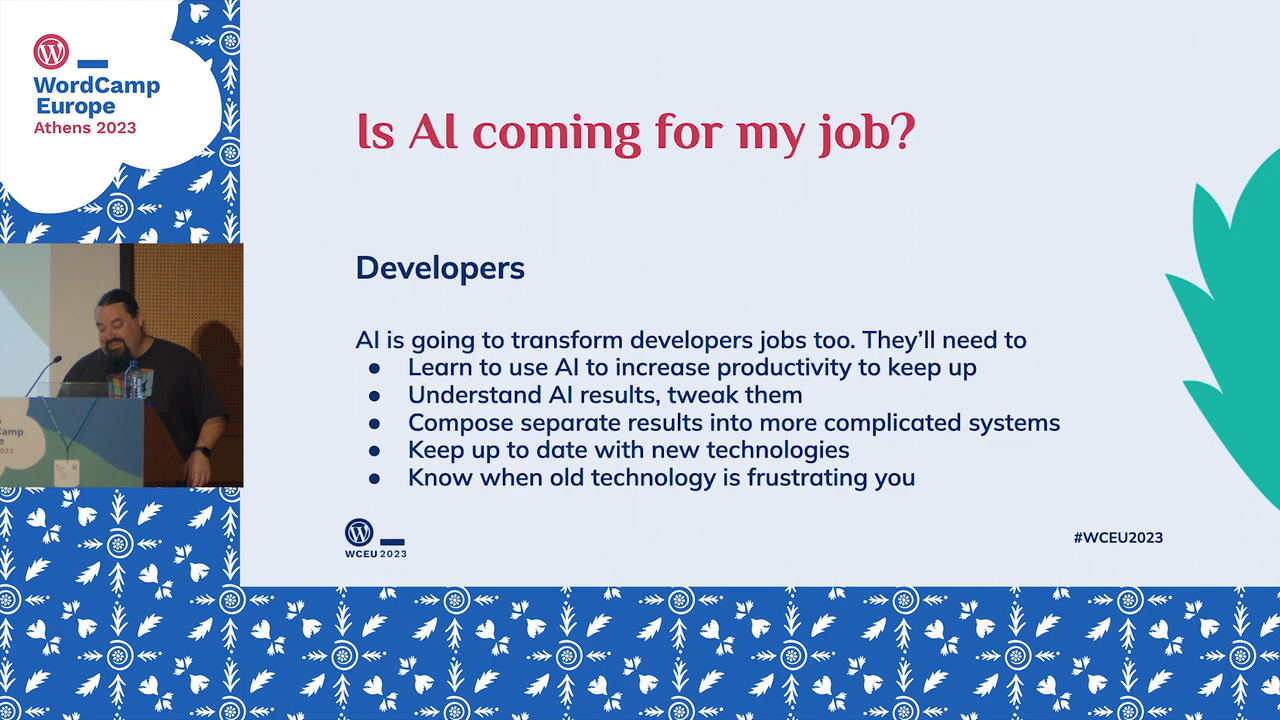 WordCamp
Europe
Athens 2023
Is AI coming for my job?
Developers
AI is going to transform developers jobs too. They’ll need to
● Learn to use AI to increase productivity to keep up
● Understand AI results, tweak them
● Compose separate results into more complicated systems
● Keep up to date with new technologies
● Know when old technology is frustrating you
WCEU 2023
#WCEU2023